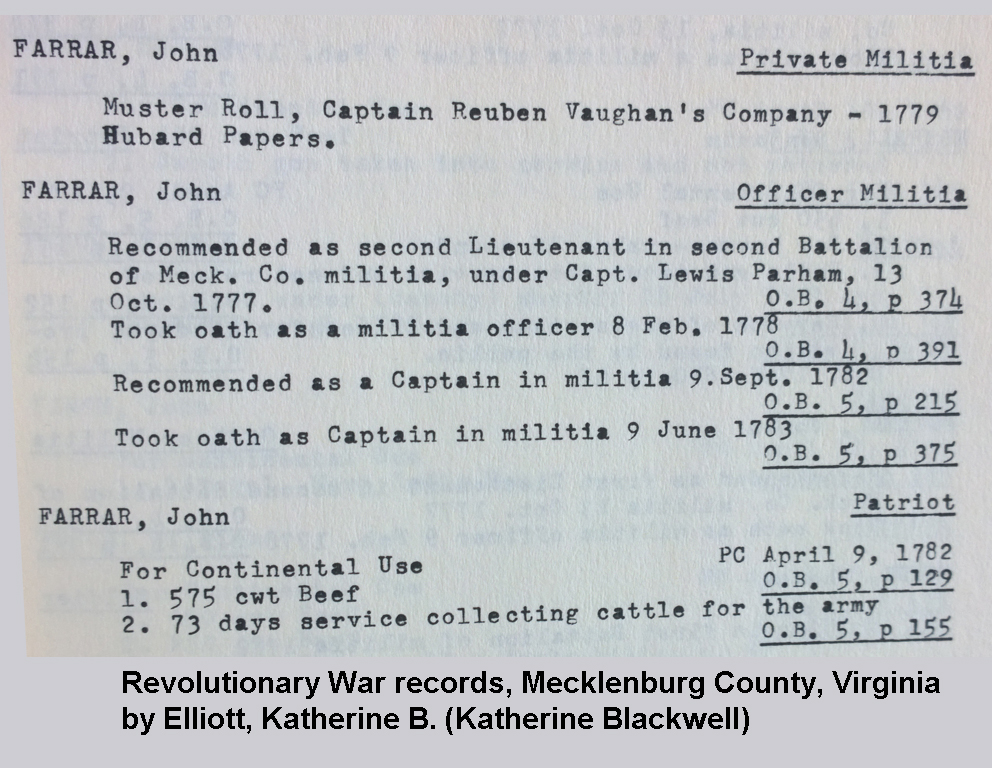 FARRAR, John Private Militia
Muster Roll, Captain Reuben Vaughan's Company - 1779
Hubard Papers.
FARRAR, John Officer Militia
Recommended as second Lieutenant in second Battalion
of Meck. Co. militia, under Capt. Lewis Parham, 13
Oct. 1777. O.B. 4, p 374
Took oath as a militia officer 8 Feb. 1778
O.B. 4, p 391
Recommended as a Captain in militia 9.Sept. 1782
O.B. 5, p 215
Took oath as Captain in militia 9 June 1783
O.B. 5, p 375
FARRAR, John Patriot
For Continental Use PC April 9, 1782
1. 575 cwt Beef O.B. 5, p 129
2. 73 days service collecting cattle for the army
O.B. 5, p 155
Revolutionary War records, Mecklenburg County, Virginia
by Elliott, Katherine B. (Katherine Blackwell)